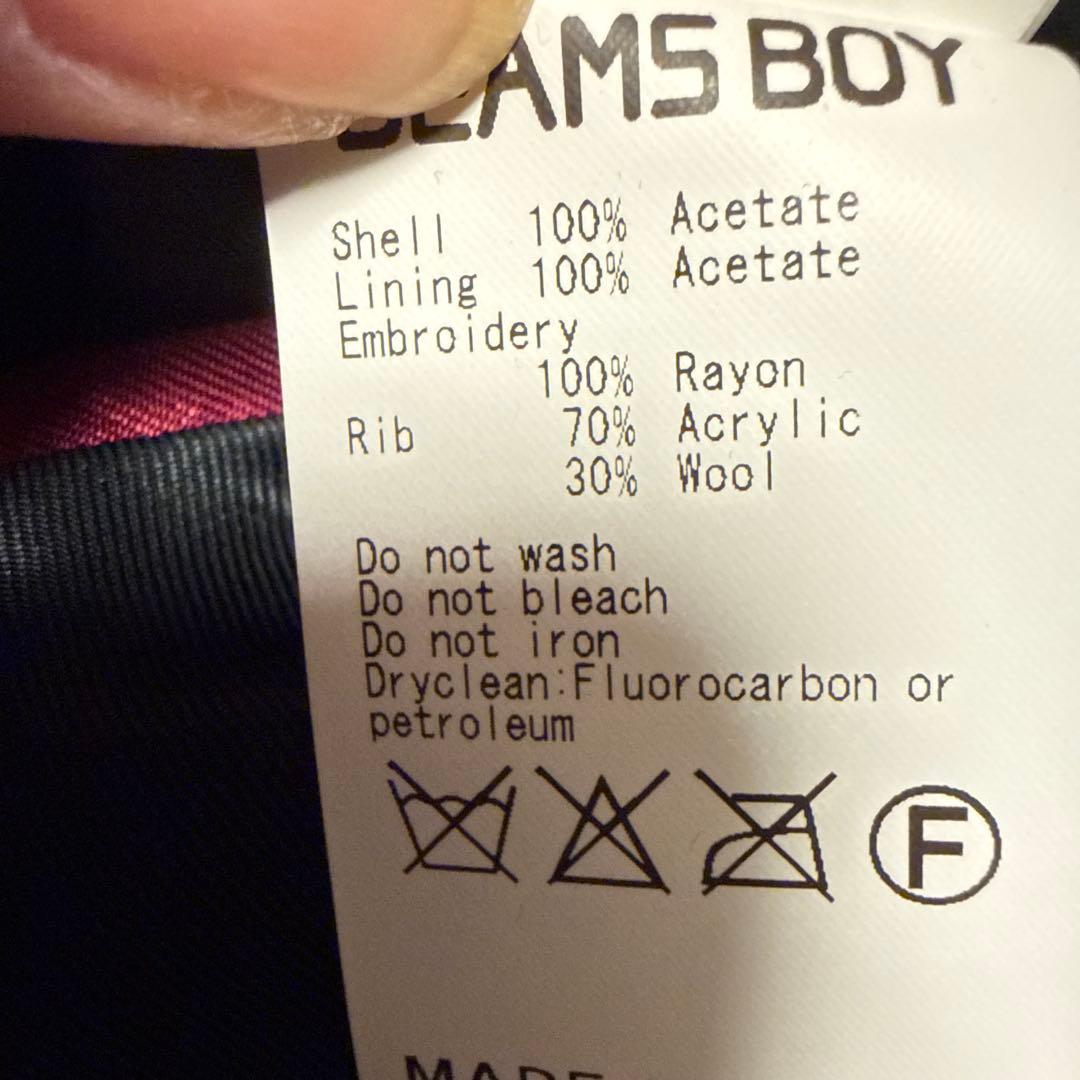 BEAMS BOY
Shell 100% Acetate
Lining 100% Acetate
Embroidery
100% Rayon
Rib 70% Acrylic
30% Wool
Do not wash
Do not bleach
Do not iron
Dryclean:Fluorocarbon or
petroleum
F
MADE